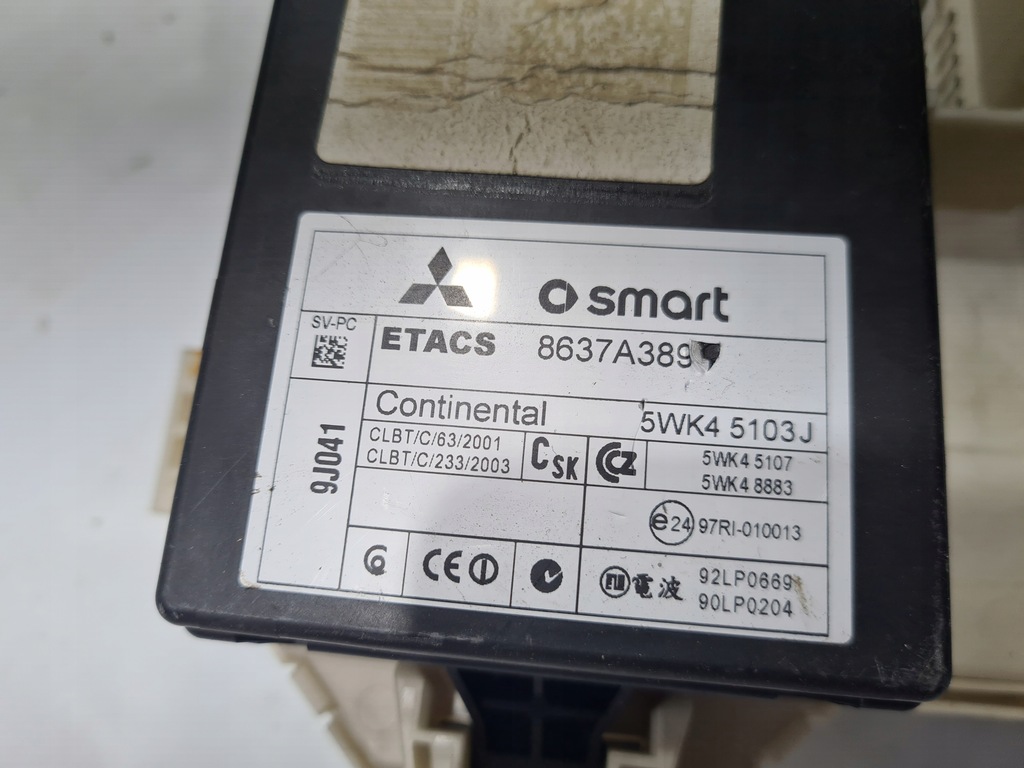 smart
SV-PC
ETACS 8637A389
Continental 5WK4 5103J
9J041
CLBT/C/63/2001
CLBT/C/233/2003
CSK
CCZ
5WK4 5107
5WK4 8883
e24 97RI-010013
CE
電波
92LP0669
90LP0204